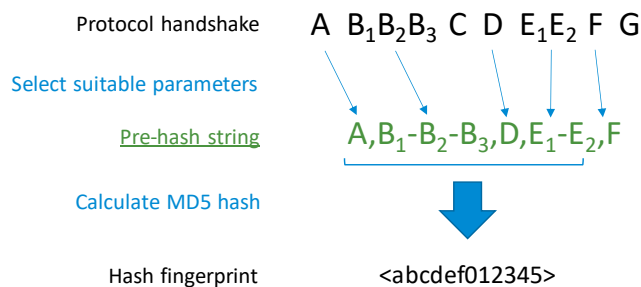 Protocol handshake A B₁B₂B₃ C D E₁E₂ F G
Select suitable parameters
Pre-hash string A,B₁-B₂-B₃,D,E₁-E₂,F
Calculate MD5 hash
Hash fingerprint <abcdef012345>